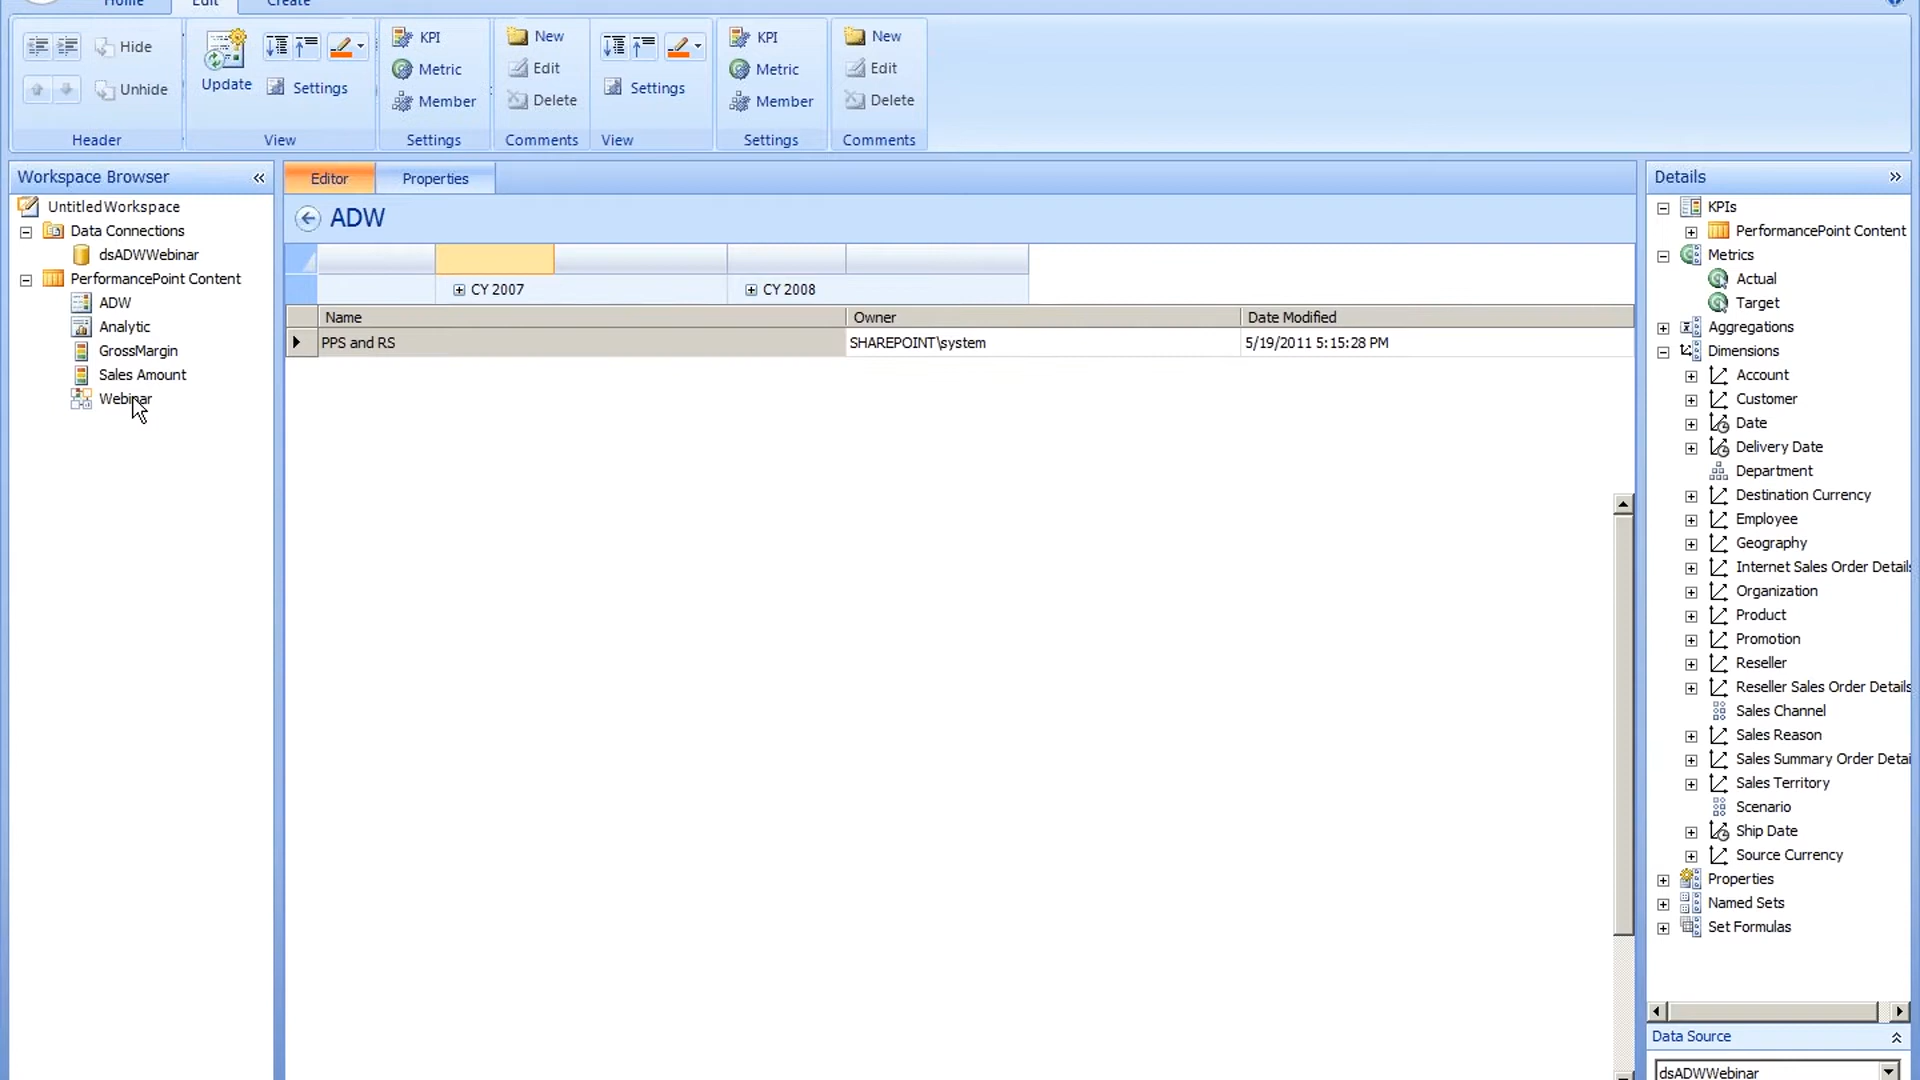 Home Edit Create
Hide
Unhide
Header
Update
Settings
View
KPI
Metric
Member
Settings
New
Edit
Delete
Comments
Settings
View
KPI
Metric
Member
Settings
New
Edit
Delete
Comments
Workspace Browser
Untitled Workspace
Data Connections
dsADWWebinar
PerformancePoint Content
ADW
Analytic
GrossMargin
Sales Amount
Webinar
Editor Properties
ADW
CY 2007 CY 2008
Name Owner Date Modified
PPS and RS SHAREPOINT\system 5/19/2011 5:15:28 PM
Details
KPIs
PerformancePoint Content
Metrics
Actual
Target
Aggregations
Dimensions
Account
Customer
Date
Delivery Date
Department
Destination Currency
Employee
Geography
Internet Sales Order Details
Organization
Product
Promotion
Reseller
Reseller Sales Order Details
Sales Channel
Sales Reason
Sales Summary Order Detai
Sales Territory
Scenario
Ship Date
Source Currency
Properties
Named Sets
Set Formulas
Data Source
dsADWWebinar